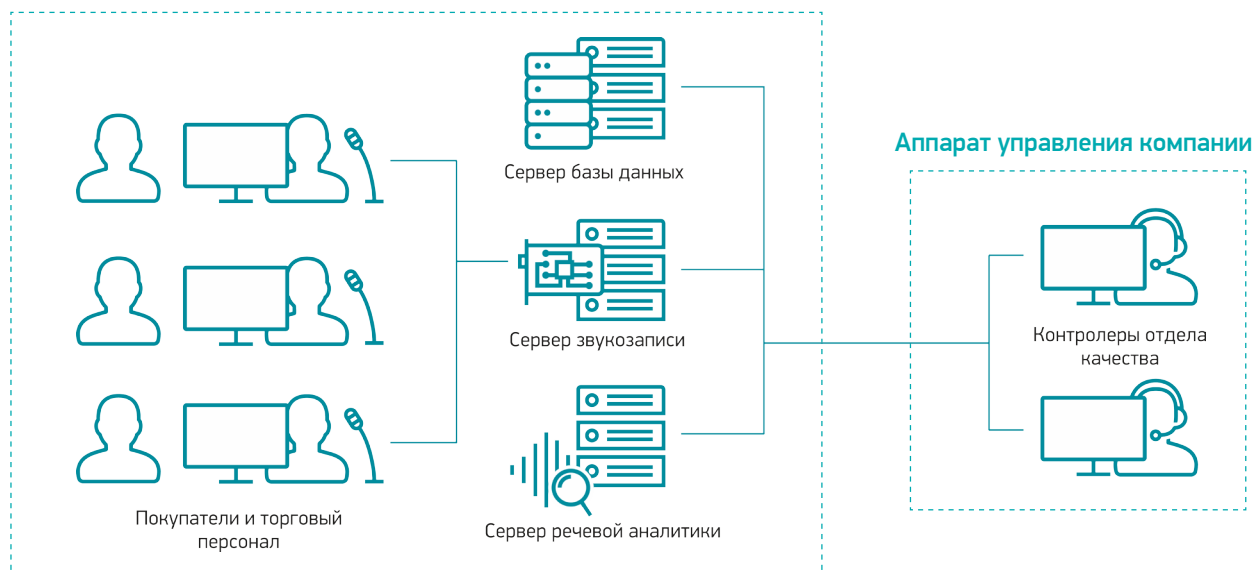 Сервер базы данных
Аппарат управления компании
Сервер звукозаписи
Контролеры отдела
качества
Покупатели и торговый
персонал
Сервер речевой аналитики